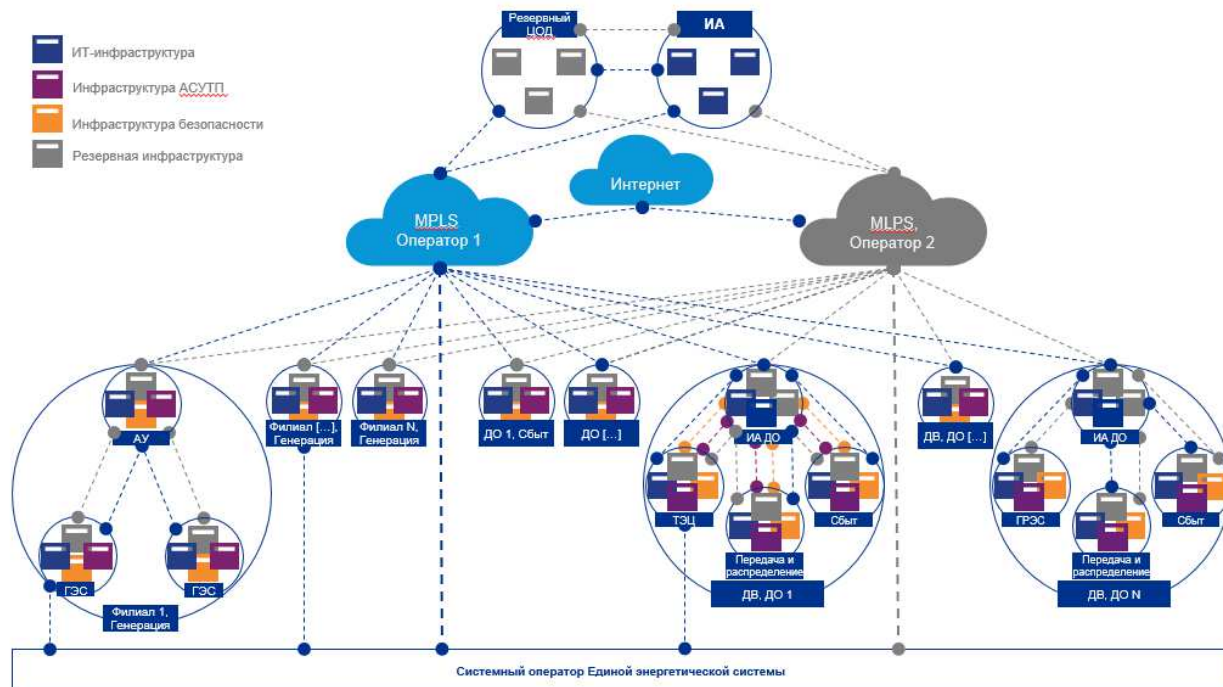 Резервный
ЦОД
ИА
ИТ-инфраструктура
Инфраструктура АСУТП
Инфраструктура безопасности
Резервная инфраструктура
Интернет
MPLS
Оператор 1
MLPS,
Оператор 2
АУ
Филиал [...],
Генерация
Филиал N,
Генерация
ДО 1, Сбыт
ДО [...]
ИА ДО
ДВ, ДО [...]
ИА ДО
ТЭЦ
Сбыт
ГРЭС
Сбыт
Передача и
распределение
Передача и
распределение
ДВ, ДО 1
ДВ, ДО N
ГЭС
ГЭС
Филиал 1,
Генерация
Системный оператор Единой энергетической системы